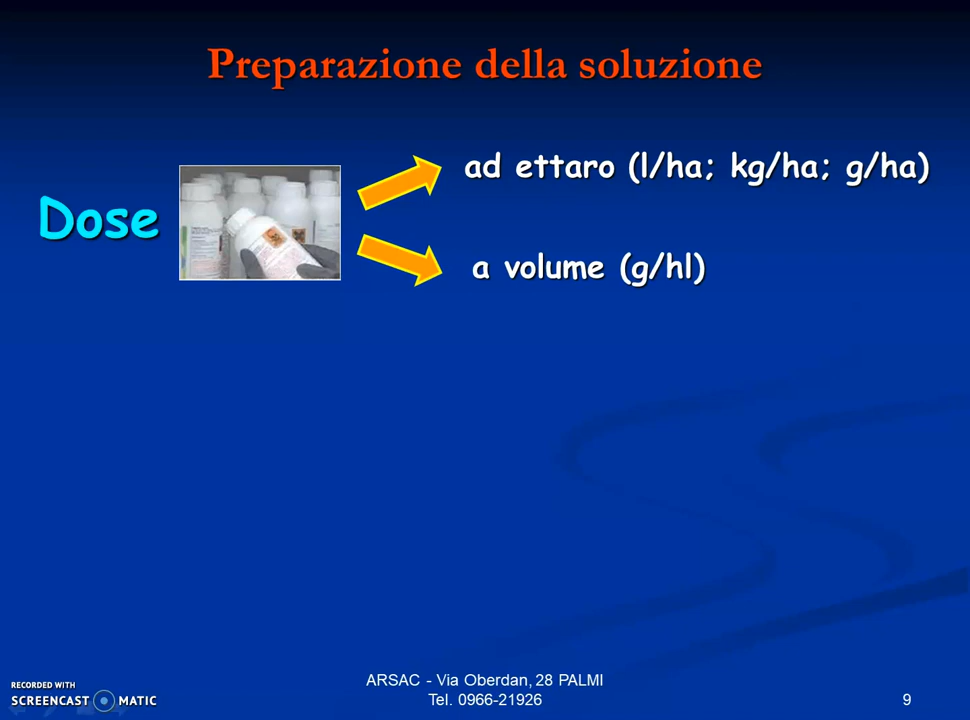 Preparazione della soluzione
Dose
ad ettaro (l/ha; kg/ha; g/ha)
a volume (g/hl)
ARSAC - Via Oberdan, 28 PALMI
Tel. 0966-21926
9
RECORDED WITH
SCREENCAST MATIC